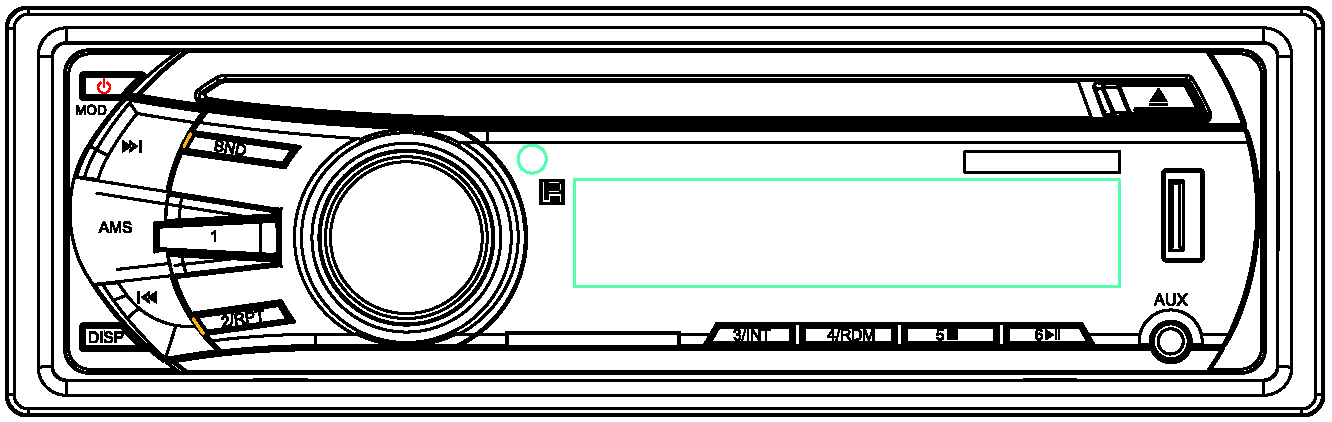 MOD
BND
AMS
1
2/RPT
DISP
3/INT
4/RDM
5
6
AUX